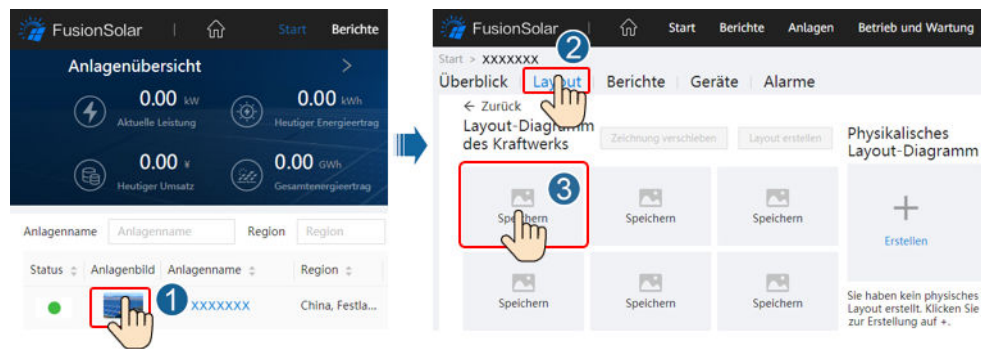 FusionSolar
Start
Berichte
Anlagenübersicht
>
0.00 kW
Aktuelle Leistung
0.00 kWh
Heutiger Energieertrag
0.00 ¥
Heutiger Umsatz
0.00 GWh
Gesamtenergieertrag
Anlagenname
Anlagenname
Region
Region
Status
Anlagenbild
Anlagenname
Region
1
XXXXXXX
China, Festla...
FusionSolar
Start
Berichte
Anlagen
Betrieb und Wartung
2
Start > XXXXXXX
Überblick
Layout
Berichte
Geräte
Alarme
← Zurück
Layout-Diagramm
des Kraftwerks
Zeichnung verschieben
Layout erstellen
Physikalisches
Layout-Diagramm
3
Speichern
Speichern
Speichern
+
Erstellen
Speichern
Speichern
Speichern
Sie haben kein physisches
Layout erstellt. Klicken Sie
zur Erstellung auf +.